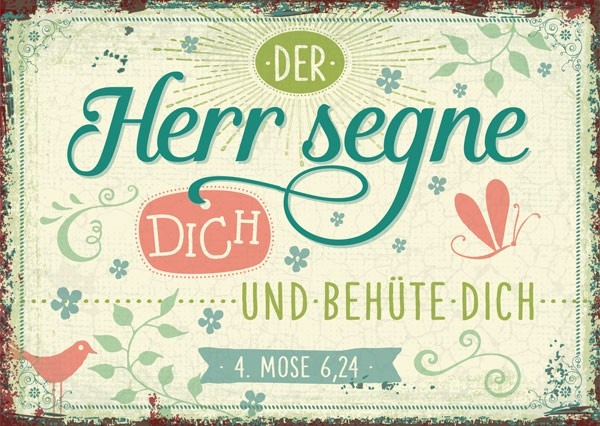 DER
Herr segne
DICH
UND·BEHÜTE·DICH
· 4. MOSE 6,24 ·